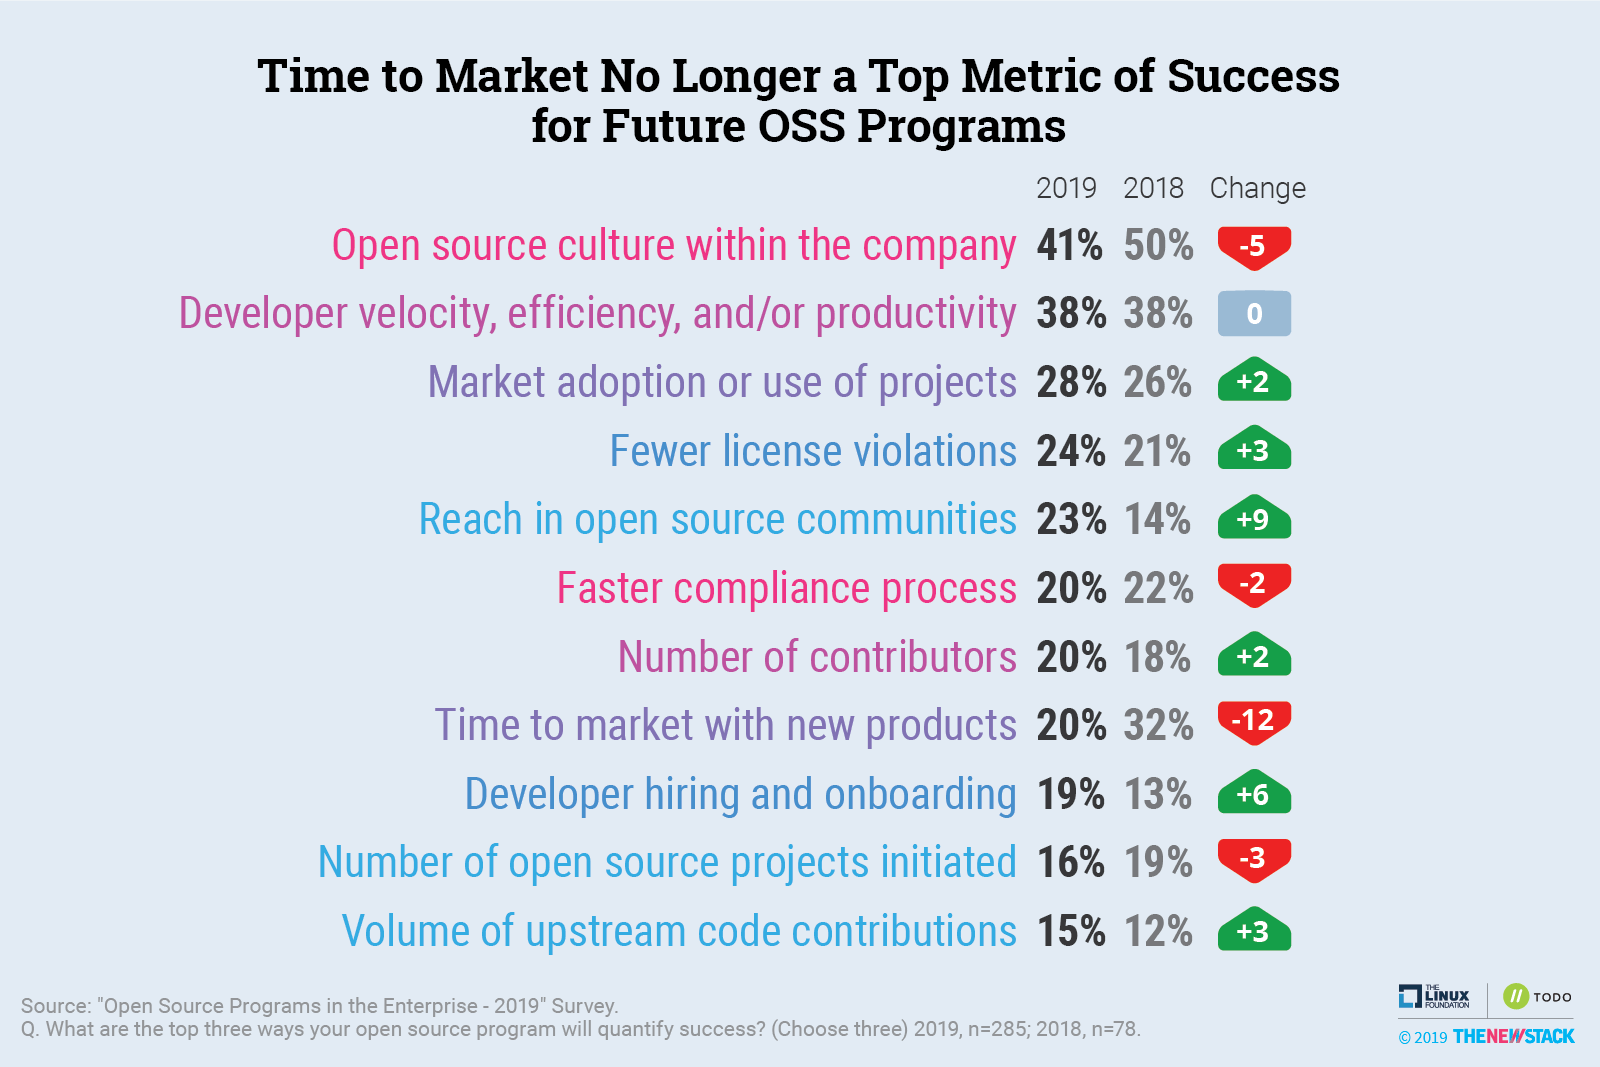 Time to Market No Longer a Top Metric of Success
for Future OSS Programs
2019 2018 Change
Open source culture within the company 41% 50% -5
Developer velocity, efficiency, and/or productivity 38% 38% 0
Market adoption or use of projects 28% 26% +2
Fewer license violations 24% 21% +3
Reach in open source communities 23% 14% +9
Faster compliance process 20% 22% -2
Number of contributors 20% 18% +2
Time to market with new products 20% 32% -12
Developer hiring and onboarding 19% 13% +6
Number of open source projects initiated 16% 19% -3
Volume of upstream code contributions 15% 12% +3
Source: "Open Source Programs in the Enterprise - 2019" Survey.
Q. What are the top three ways your open source program will quantify success? (Choose three) 2019, n=285; 2018, n=78.
THE
LINUX
FOUNDATION
TODO
© 2019 THENEWSTACK